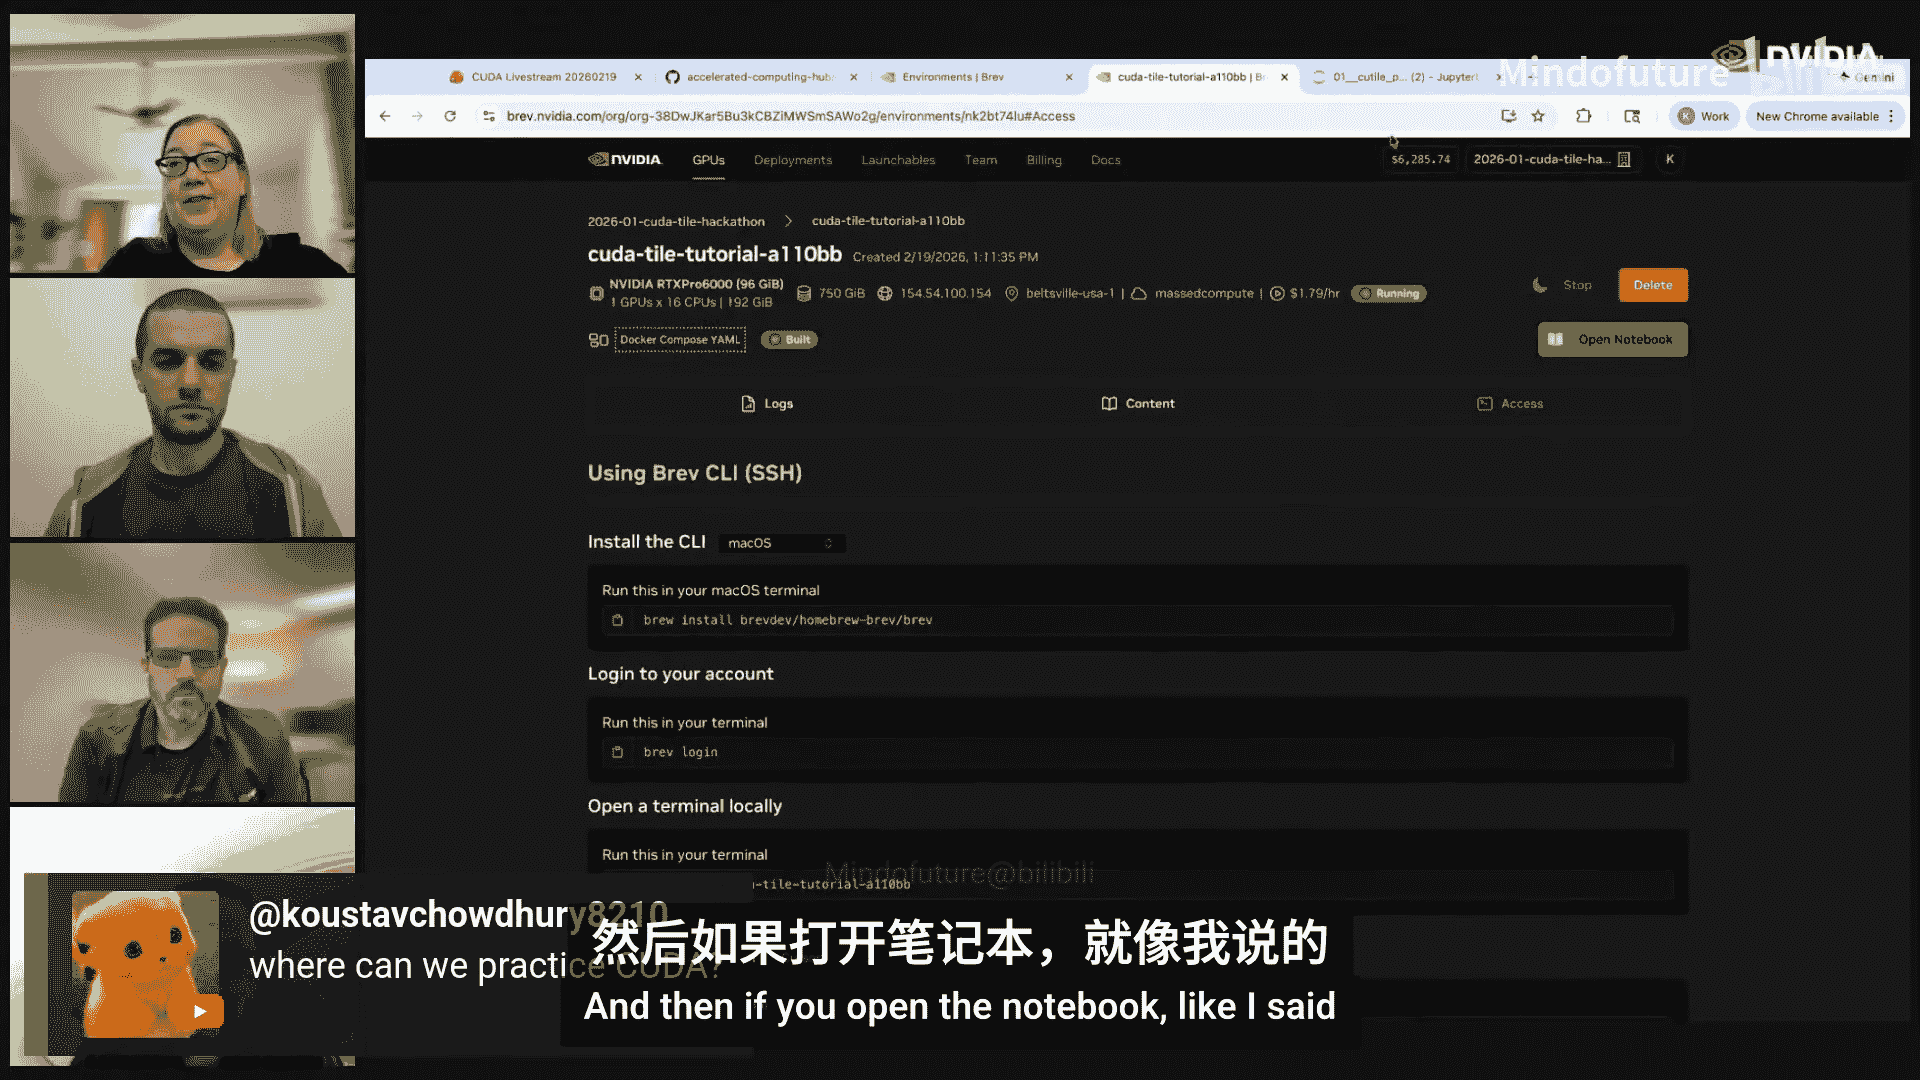 NVIDIA
Mindofuture
CUDA Livestream 20260219
accelerated-computing-hub
Environments | Brev
cuda-tile-tutorial-a110bb | Br
01__cutile_p... (2) - Jupyterl
Gemini
brev.nvidia.com/org/org-38DwJKar5Bu3kCBZiMWSmSAWo2g/environments/nk2bt74lu#Access
Work
New Chrome available
NVIDIA
GPUs
Deployments
Launchables
Team
Billing
Docs
$6,285.74
2026-01-cuda-tile-ha...
K
2026-01-cuda-tile-hackathon
cuda-tile-tutorial-a110bb
cuda-tile-tutorial-a110bb Created 2/19/2026, 1:11:35 PM
NVIDIA RTXPro6000 (96 GiB)
1 GPUs x 16 CPUs | 192 GiB
750 GiB
154.54.100.154
beltsville-usa-1 |
massedcompute |
$1.79/hr
Running
Stop
Delete
Docker Compose YAML
Built
Open Notebook
Logs
Content
Access
Using Brev CLI (SSH)
Install the CLI
macOS
Run this in your macOS terminal
brew install brevdev/homebrew-brev/brev
Login to your account
Run this in your terminal
brev login
Open a terminal locally
Run this in your terminal
-tile-tutorial-a110bb
Mindofuture@bilibili
@koustavchowdhury8210
where can we practice CUDA?
然后如果打开笔记本，就像我说的
And then if you open the notebook, like I said